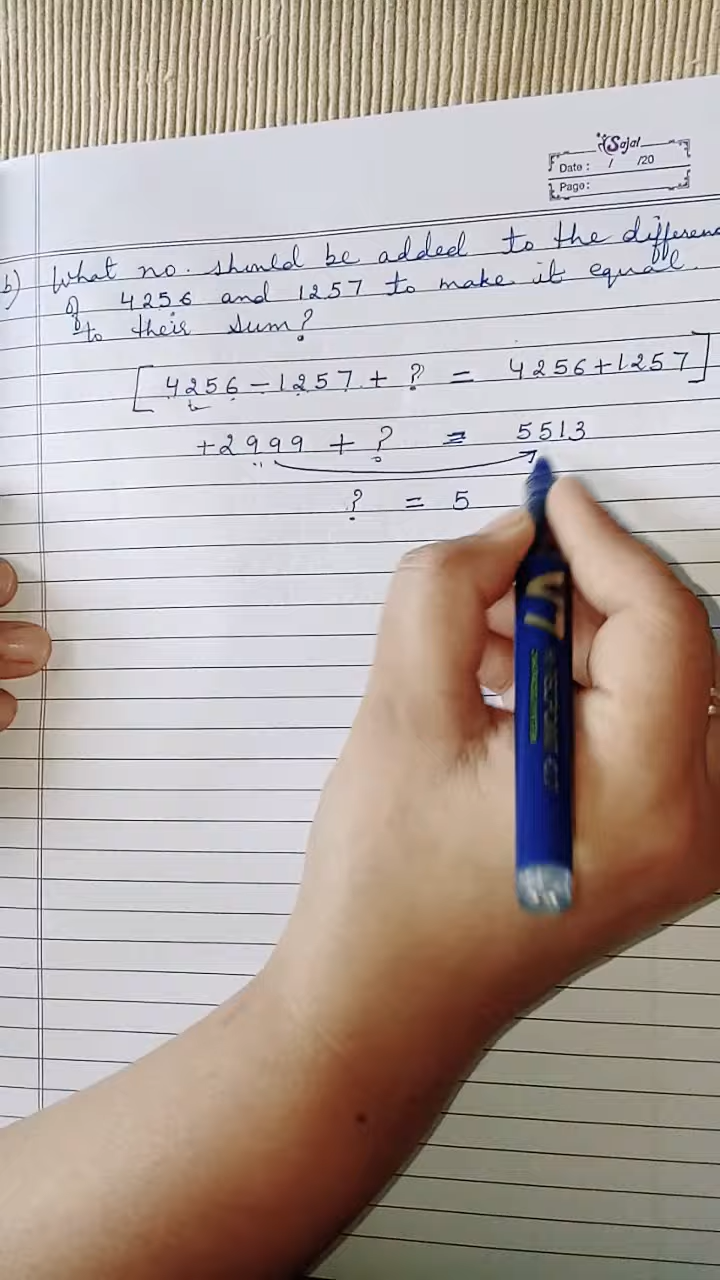 Sajal
Date : / /20
Page:
b) What no. should be added to the
of 4256 and 1257 to make it equal
to their sum?
[4256 - 1257 + ? = 4256 + 1257]
+2999 + ? = 5513
? = 5
V7